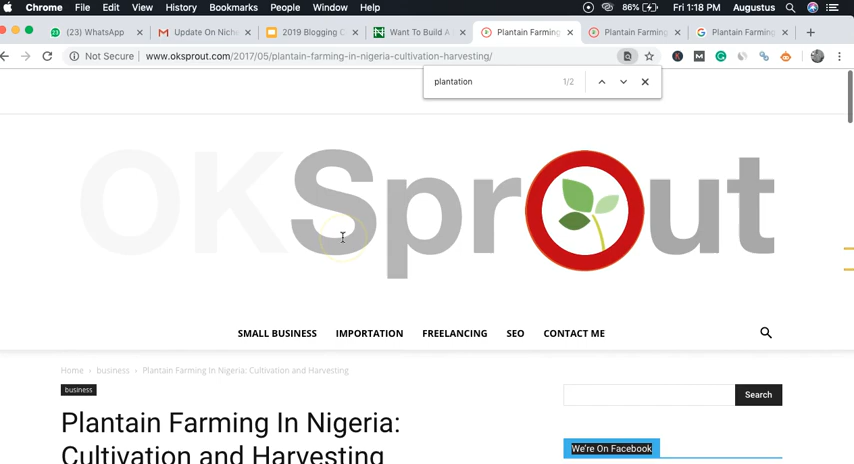 Chrome File Edit View History Bookmarks People Window Help 86% Fri 1:18 PM Augustus
(23) WhatsApp Update On Niche 2019 Blogging C Want To Build A Plantain Farming Plantain Farming Plantain Farming
Not Secure www.oksprout.com/2017/05/plantain-farming-in-nigeria-cultivation-harvesting/
plantation 1/2
OKSprout
SMALL BUSINESS IMPORTATION FREELANCING SEO CONTACT ME
Home › business › Plantain Farming In Nigeria: Cultivation and Harvesting
business
Search
Plantain Farming In Nigeria:
Cultivation and Harvesting
We're On Facebook